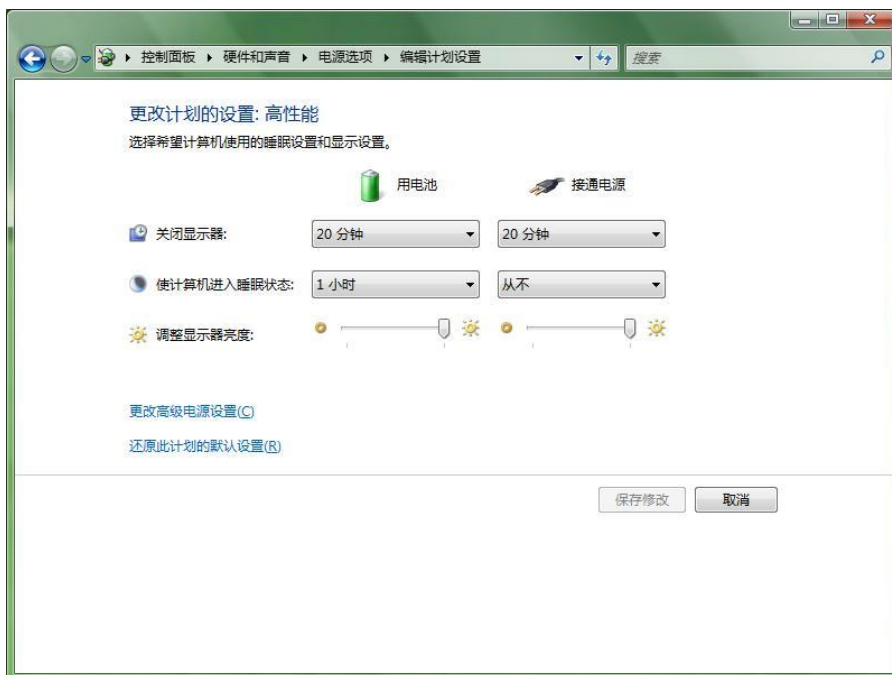 控制面板 硬件和声音 电源选项 编辑计划设置 搜索
更改计划的设置: 高性能
选择希望计算机使用的睡眠设置和显示设置。
用电池 接通电源
关闭显示器: 20 分钟 20 分钟
使计算机进入睡眠状态: 1 小时 从不
调整显示器亮度:
更改高级电源设置(C)
还原此计划的默认设置(R)
保存修改 取消